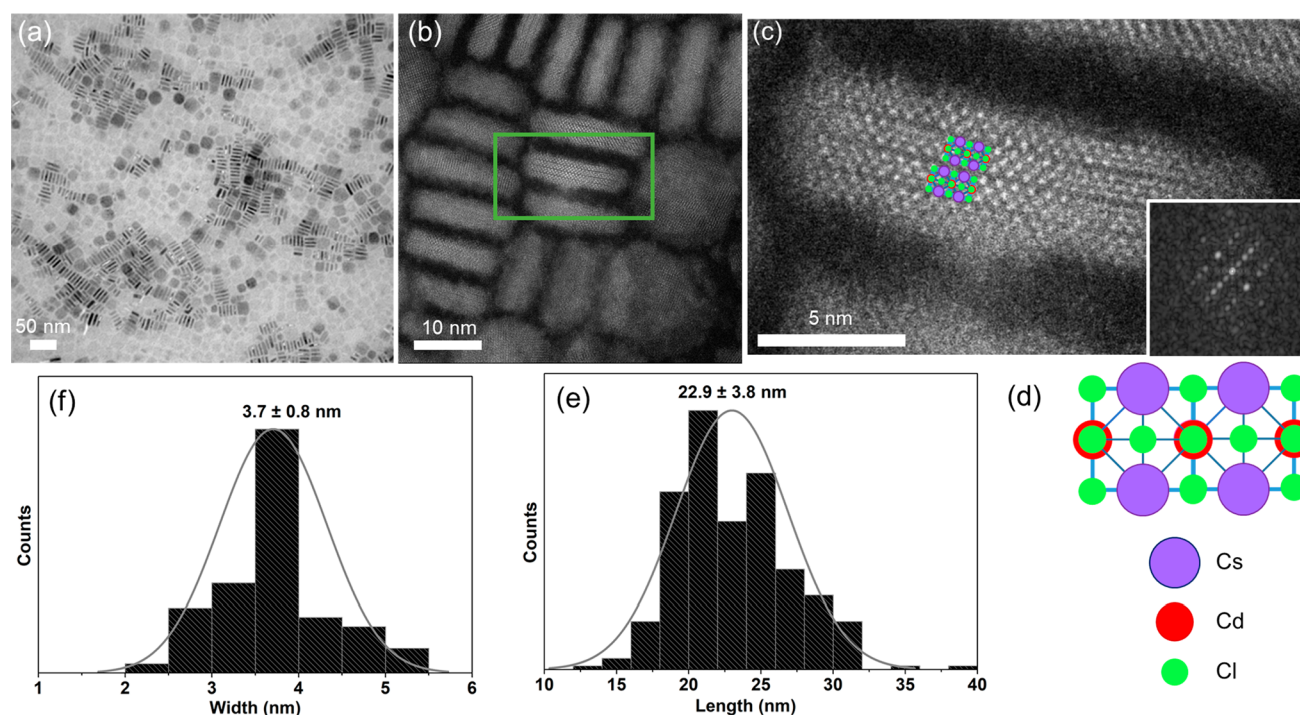 (a)
50 nm
(b)
10 nm
(c)
5 nm
(f)
3.7 ± 0.8 nm
Counts
1 2 3 4 5 6
Width (nm)
(e)
22.9 ± 3.8 nm
Counts
10 15 20 25 30 35 40
Length (nm)
(d)
Cs
Cd
Cl